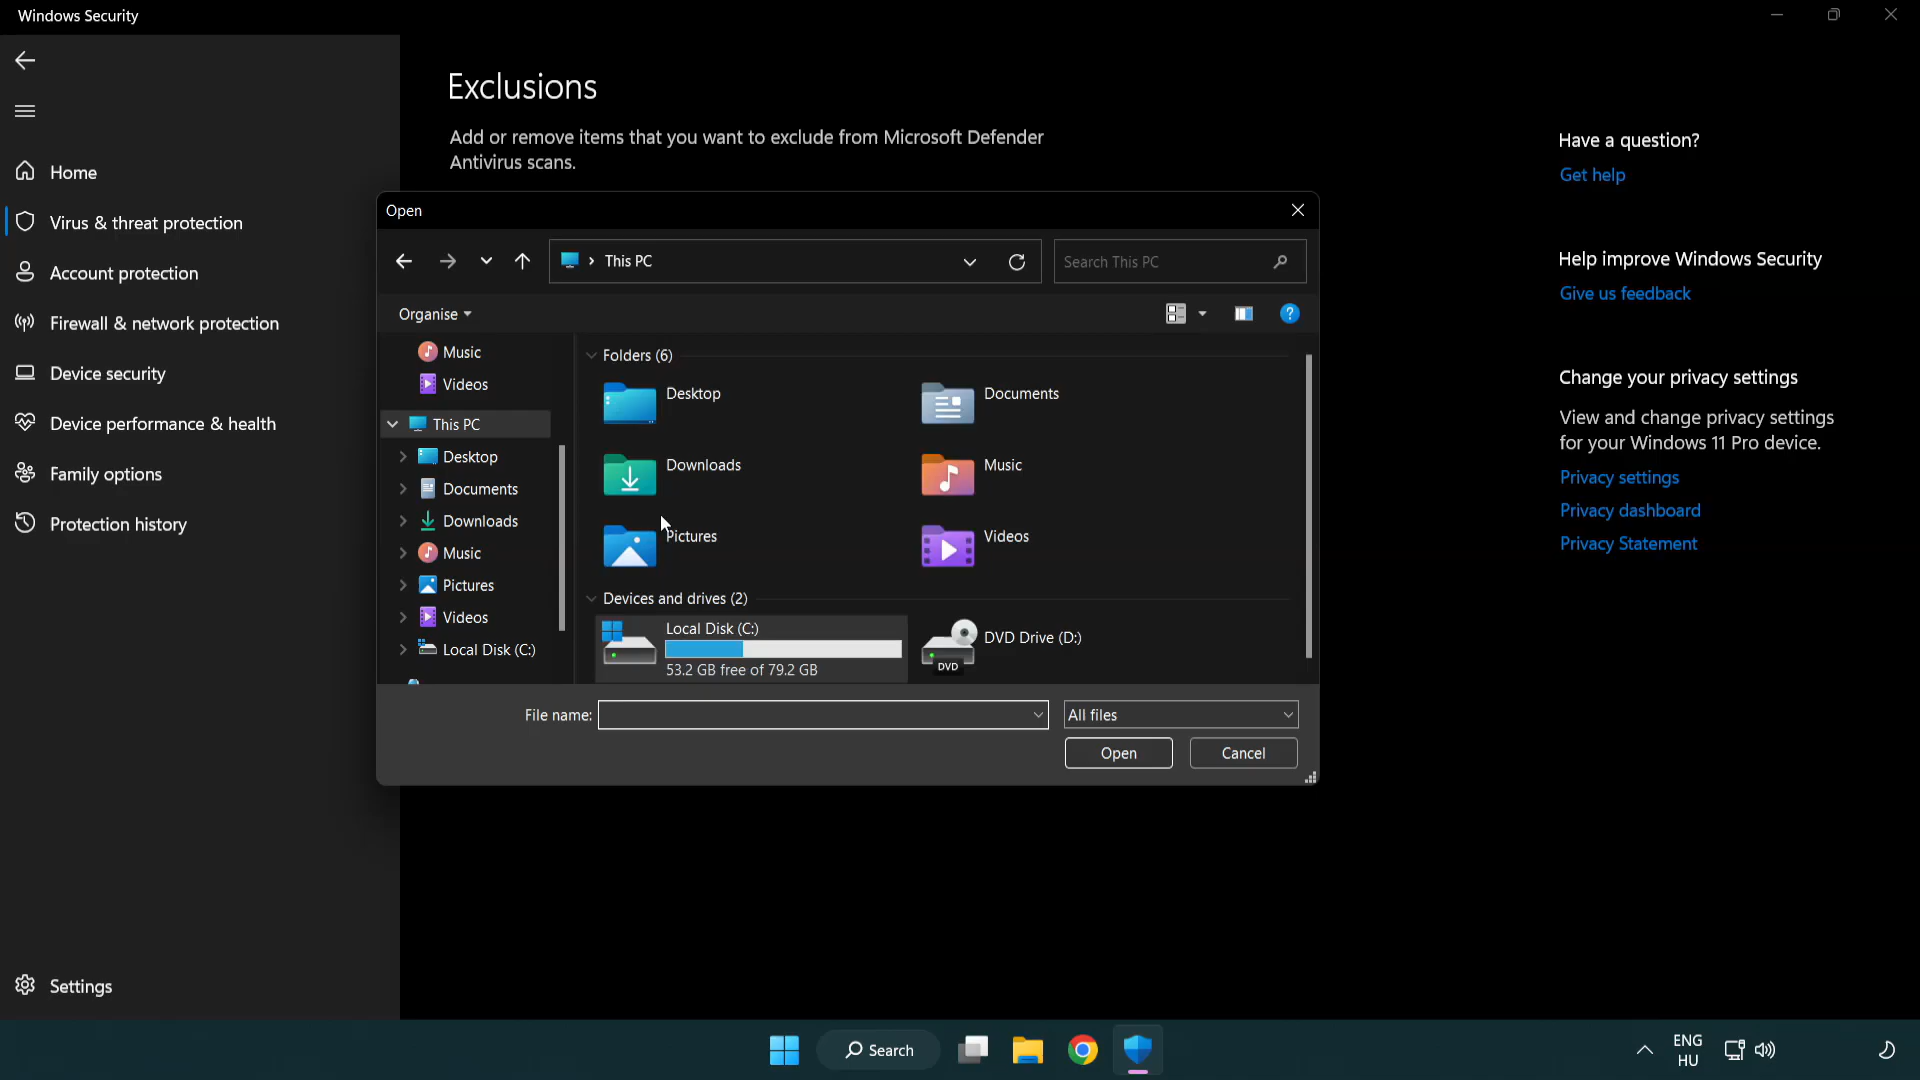 Windows Security
Home
Virus & threat protection
Account protection
Firewall & network protection
Device security
Device performance & health
Family options
Protection history
Settings
Exclusions
Add or remove items that you want to exclude from Microsoft Defender
Antivirus scans.
Open
This PC
Search This PC
Organise
Music
Videos
This PC
Desktop
Documents
Downloads
Music
Pictures
Videos
Local Disk (C:)
Folders (6)
Desktop
Documents
Downloads
Music
Pictures
Videos
Devices and drives (2)
Local Disk (C:)
53.2 GB free of 79.2 GB
DVD
DVD Drive (D:)
File name:
All files
Open
Cancel
Have a question?
Get help
Help improve Windows Security
Give us feedback
Change your privacy settings
View and change privacy settings
for your Windows 11 Pro device.
Privacy settings
Privacy dashboard
Privacy Statement
Search
ENG
HU